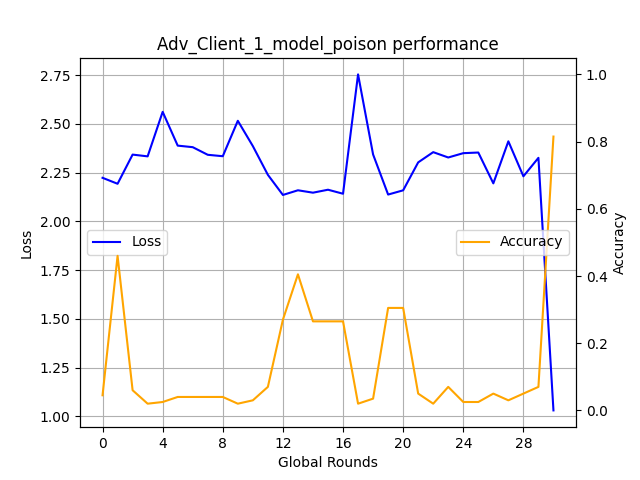 Adv_Client_1_model_poison performance
2.75
2.50
2.25
2.00
1.75
1.50
1.25
1.00
Loss
Loss
Accuracy
1.0
0.8
0.6
0.4
0.2
0.0
Accuracy
0 4 8 12 16 20 24 28
Global Rounds